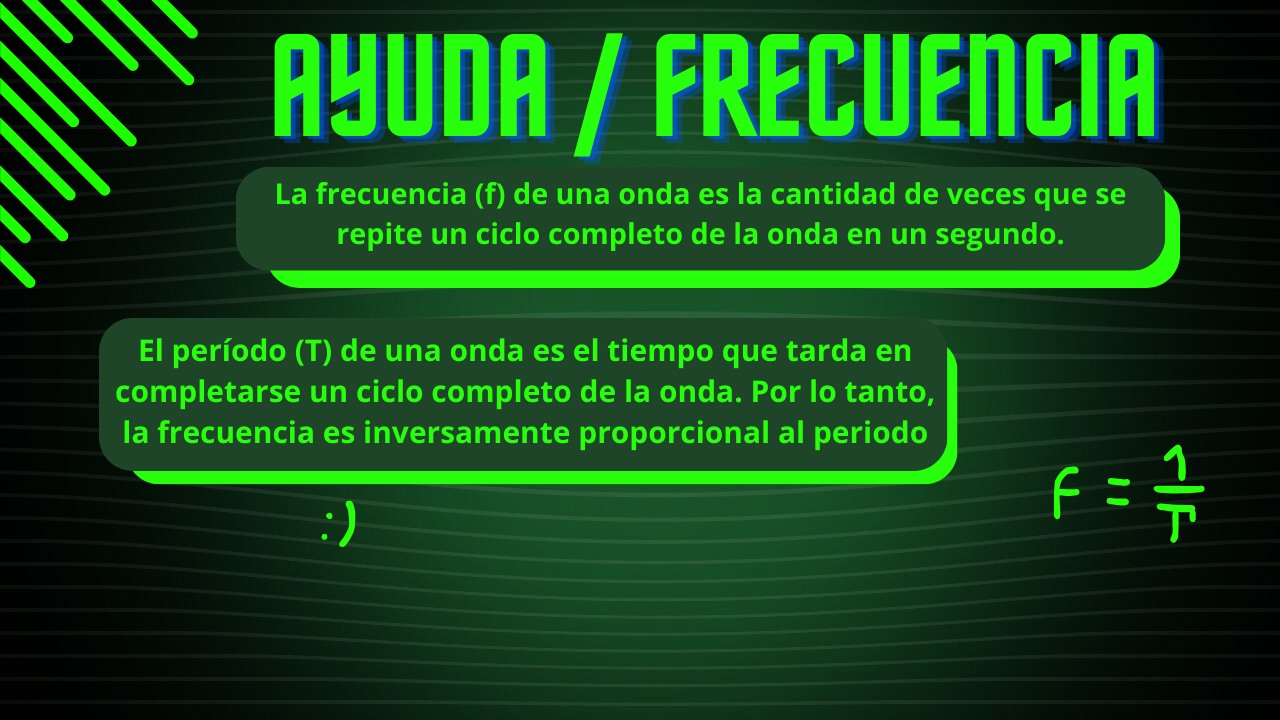 AYUDA / FRECUENCIA
La frecuencia (f) de una onda es la cantidad de veces que se
repite un ciclo completo de la onda en un segundo.
El período (T) de una onda es el tiempo que tarda en
completarse un ciclo completo de la onda. Por lo tanto,
la frecuencia es inversamente proporcional al periodo
F = 1/T
:)